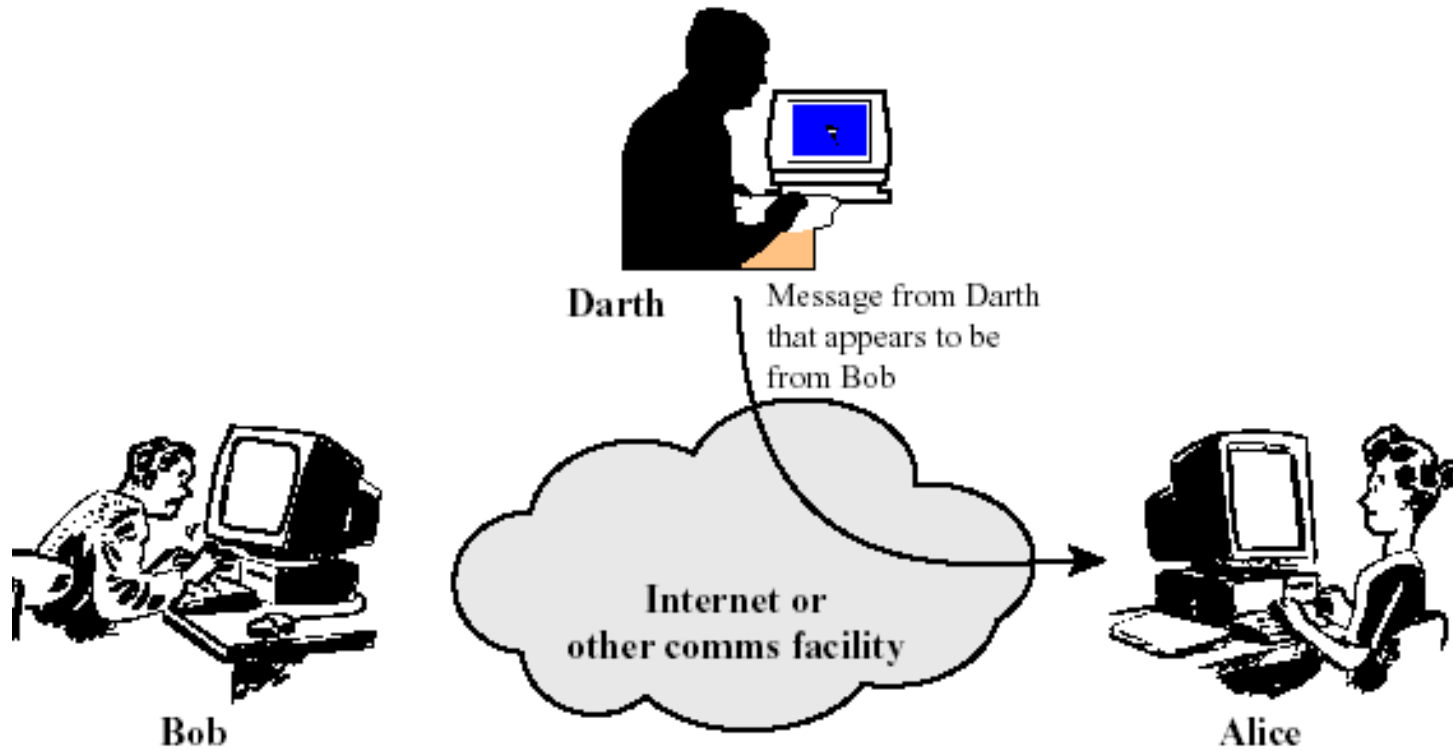 Darth
Message from Darth
that appears to be
from Bob
Internet or
other comms facility
Bob
Alice